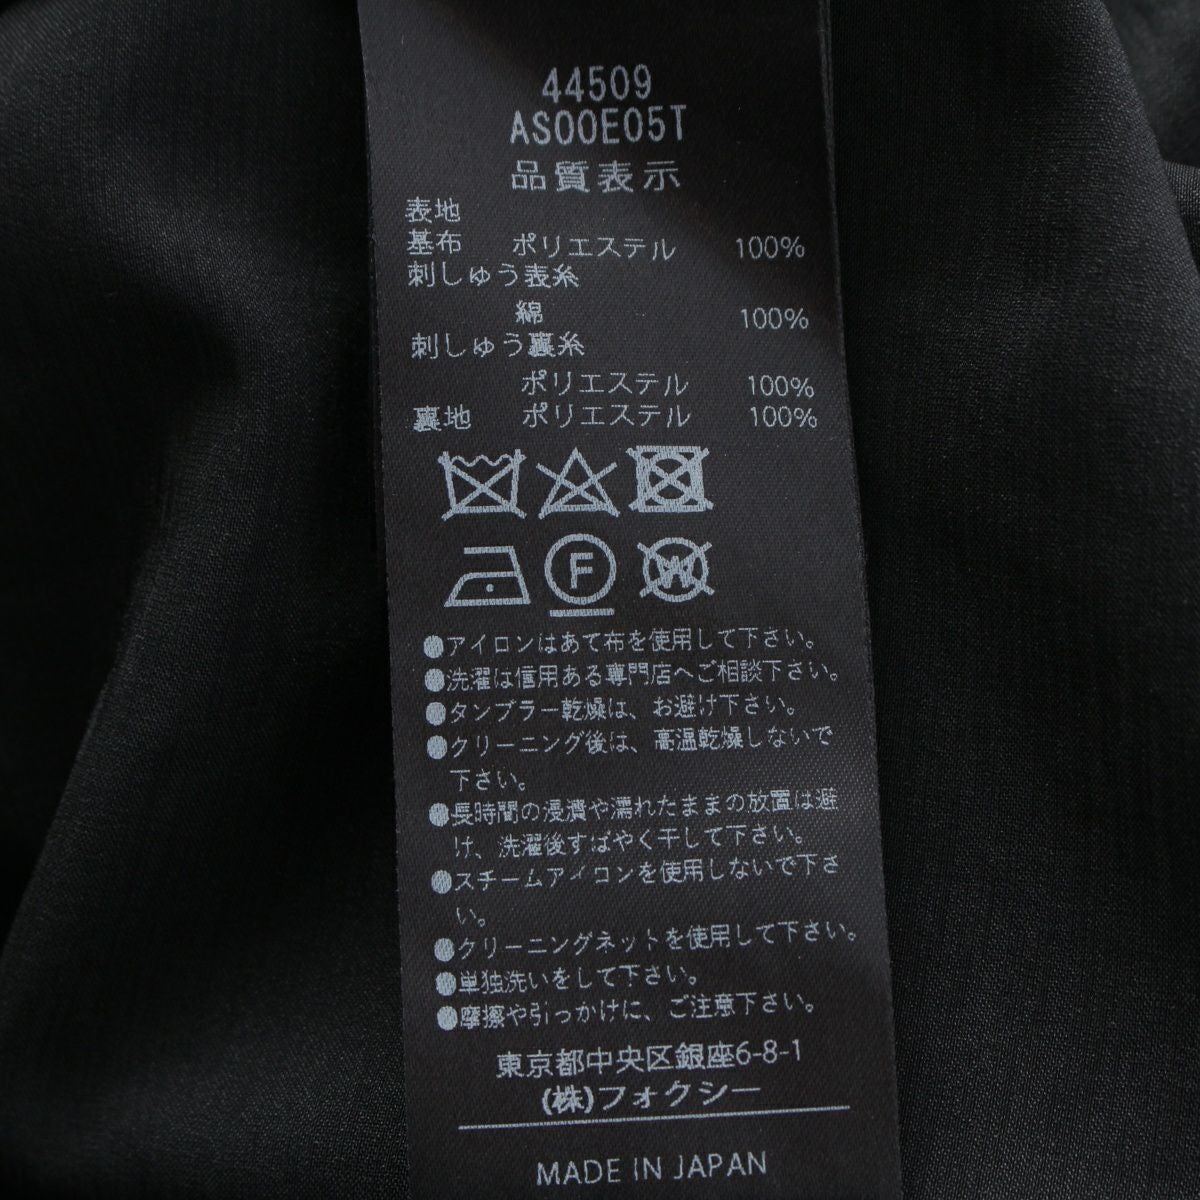 44509
AS00E05T
品質表示
表地
基布 ポリエステル 100%
刺しゅう表糸
綿 100%
刺しゅう裏糸
ポリエステル 100%
裏地 ポリエステル 100%
F W
●アイロンはあて布を使用して下さい。
●洗濯は信用ある専門店へご相談下さい。
●タンブラー乾燥は、お避け下さい。
●クリーニング後は、高温乾燥しないで
下さい。
●長時間の浸漬や濡れたままの放置は避
け、洗濯後すばやく干して下さい。
●スチームアイロンを使用しないで下さ
い。
●クリーニングネットを使用して下さい。
●単独洗いをして下さい。
●摩擦や引っかけに、ご注意下さい。
東京都中央区銀座6-8-1
(株)フォクシー
MADE IN JAPAN